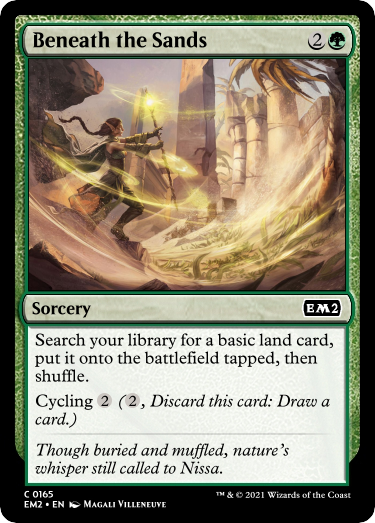 Beneath the Sands 2
Sorcery EM2
Search your library for a basic land card,
put it onto the battlefield tapped, then
shuffle.
Cycling 2 (2, Discard this card: Draw a
card.)
Though buried and muffled, nature's
whisper still called to Nissa.
C 0165
EM2 • EN MAGALI VILLENEUVE
™ & © 2021 Wizards of the Coast